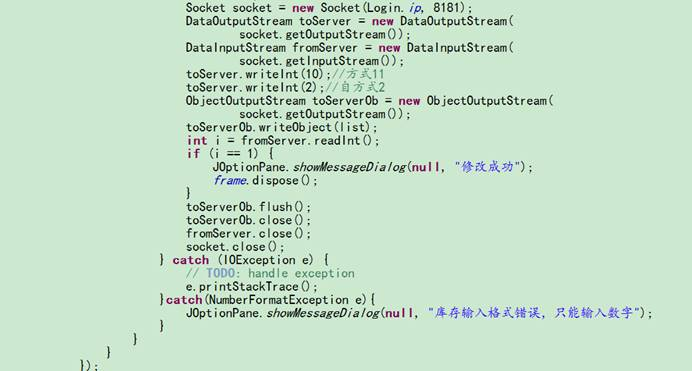 Socket socket = new Socket(Login.ip, 8181);
DataOutputStream toServer = new DataOutputStream(
socket.getOutputStream());
DataInputStream fromServer = new DataInputStream(
socket.getInputStream());
toServer.writeInt(10);//方式11
toServer.writeInt(2);//自方式2
ObjectOutputStream toServerOb = new ObjectOutputStream(
socket.getOutputStream());
toServerOb.writeObject(list);
int i = fromServer.readInt();
if (i == 1) {
JOptionPane.showMessageDialog(null, "修改成功");
frame.dispose();
}
toServerOb.flush();
toServerOb.close();
fromServer.close();
socket.close();
} catch (IOException e) {
// TODO: handle exception
e.printStackTrace();
}catch(NumberFormatException e){
JOptionPane.showMessageDialog(null, "库存输入格式错误，只能输入数字");
}
}
}
});